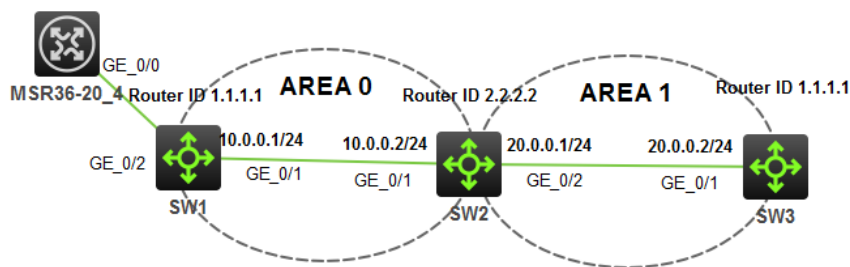 GE_0/0
MSR36-20_4
Router ID 1.1.1.1
AREA 0
Router ID 2.2.2.2
AREA 1
Router ID 1.1.1.1
GE_0/2
10.0.0.1/24
10.0.0.2/24
20.0.0.1/24
20.0.0.2/24
GE_0/1
GE_0/1
GE_0/2
GE_0/1
SW1
SW2
SW3